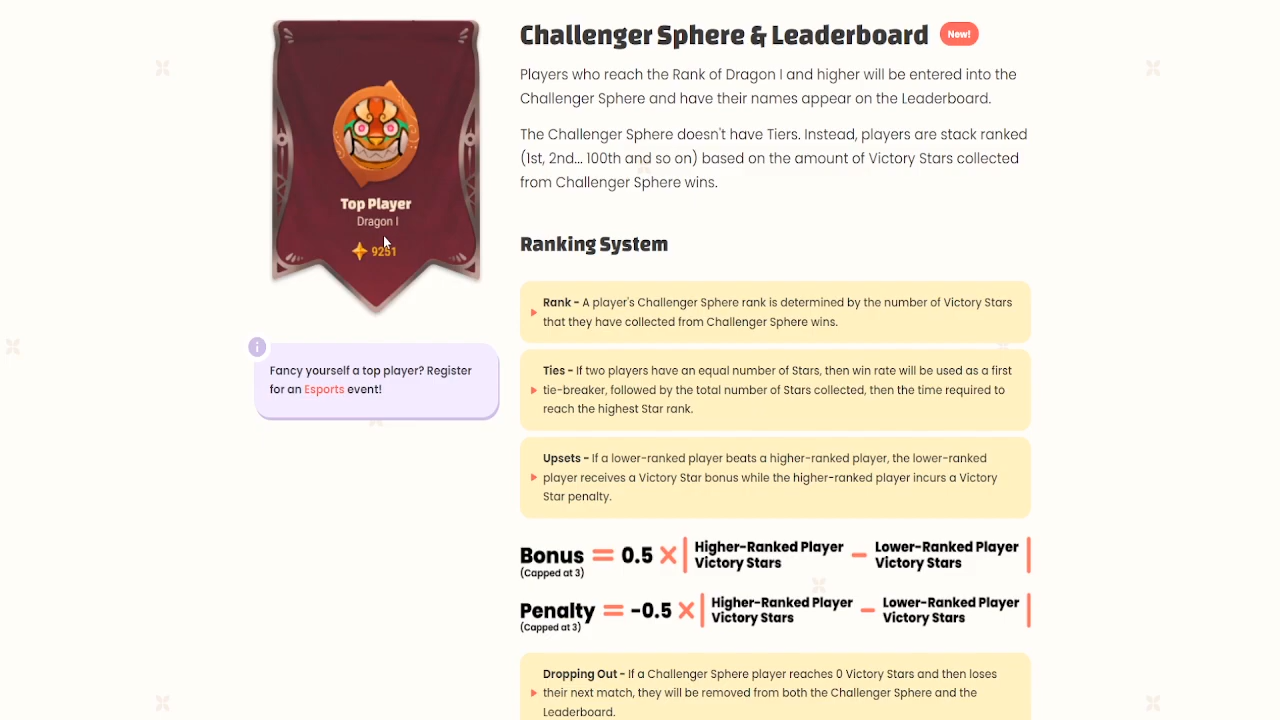 Challenger Sphere & Leaderboard New!
Players who reach the Rank of Dragon I and higher will be entered into the
Challenger Sphere and have their names appear on the Leaderboard.
The Challenger Sphere doesn't have Tiers. Instead, players are stack ranked
(1st, 2nd... 100th and so on) based on the amount of Victory Stars collected
from Challenger Sphere wins.
Top Player
Dragon I
9251
Fancy yourself a top player? Register
for an Esports event!
Ranking System
Rank - A player's Challenger Sphere rank is determined by the number of Victory Stars
that they have collected from Challenger Sphere wins.
Ties - If two players have an equal number of Stars, then win rate will be used as a first
tie-breaker, followed by the total number of Stars collected, then the time required to
reach the highest Star rank.
Upsets - If a lower-ranked player beats a higher-ranked player, the lower-ranked
player receives a Victory Star bonus while the higher-ranked player incurs a Victory
Star penalty.
Bonus = 0.5 × | Higher-Ranked Player Victory Stars − Lower-Ranked Player Victory Stars |
(Capped at 3)
Penalty = -0.5 × | Higher-Ranked Player Victory Stars − Lower-Ranked Player Victory Stars |
(Capped at 3)
Dropping Out - If a Challenger Sphere player reaches 0 Victory Stars and then loses
their next match, they will be removed from both the Challenger Sphere and the
Leaderboard.